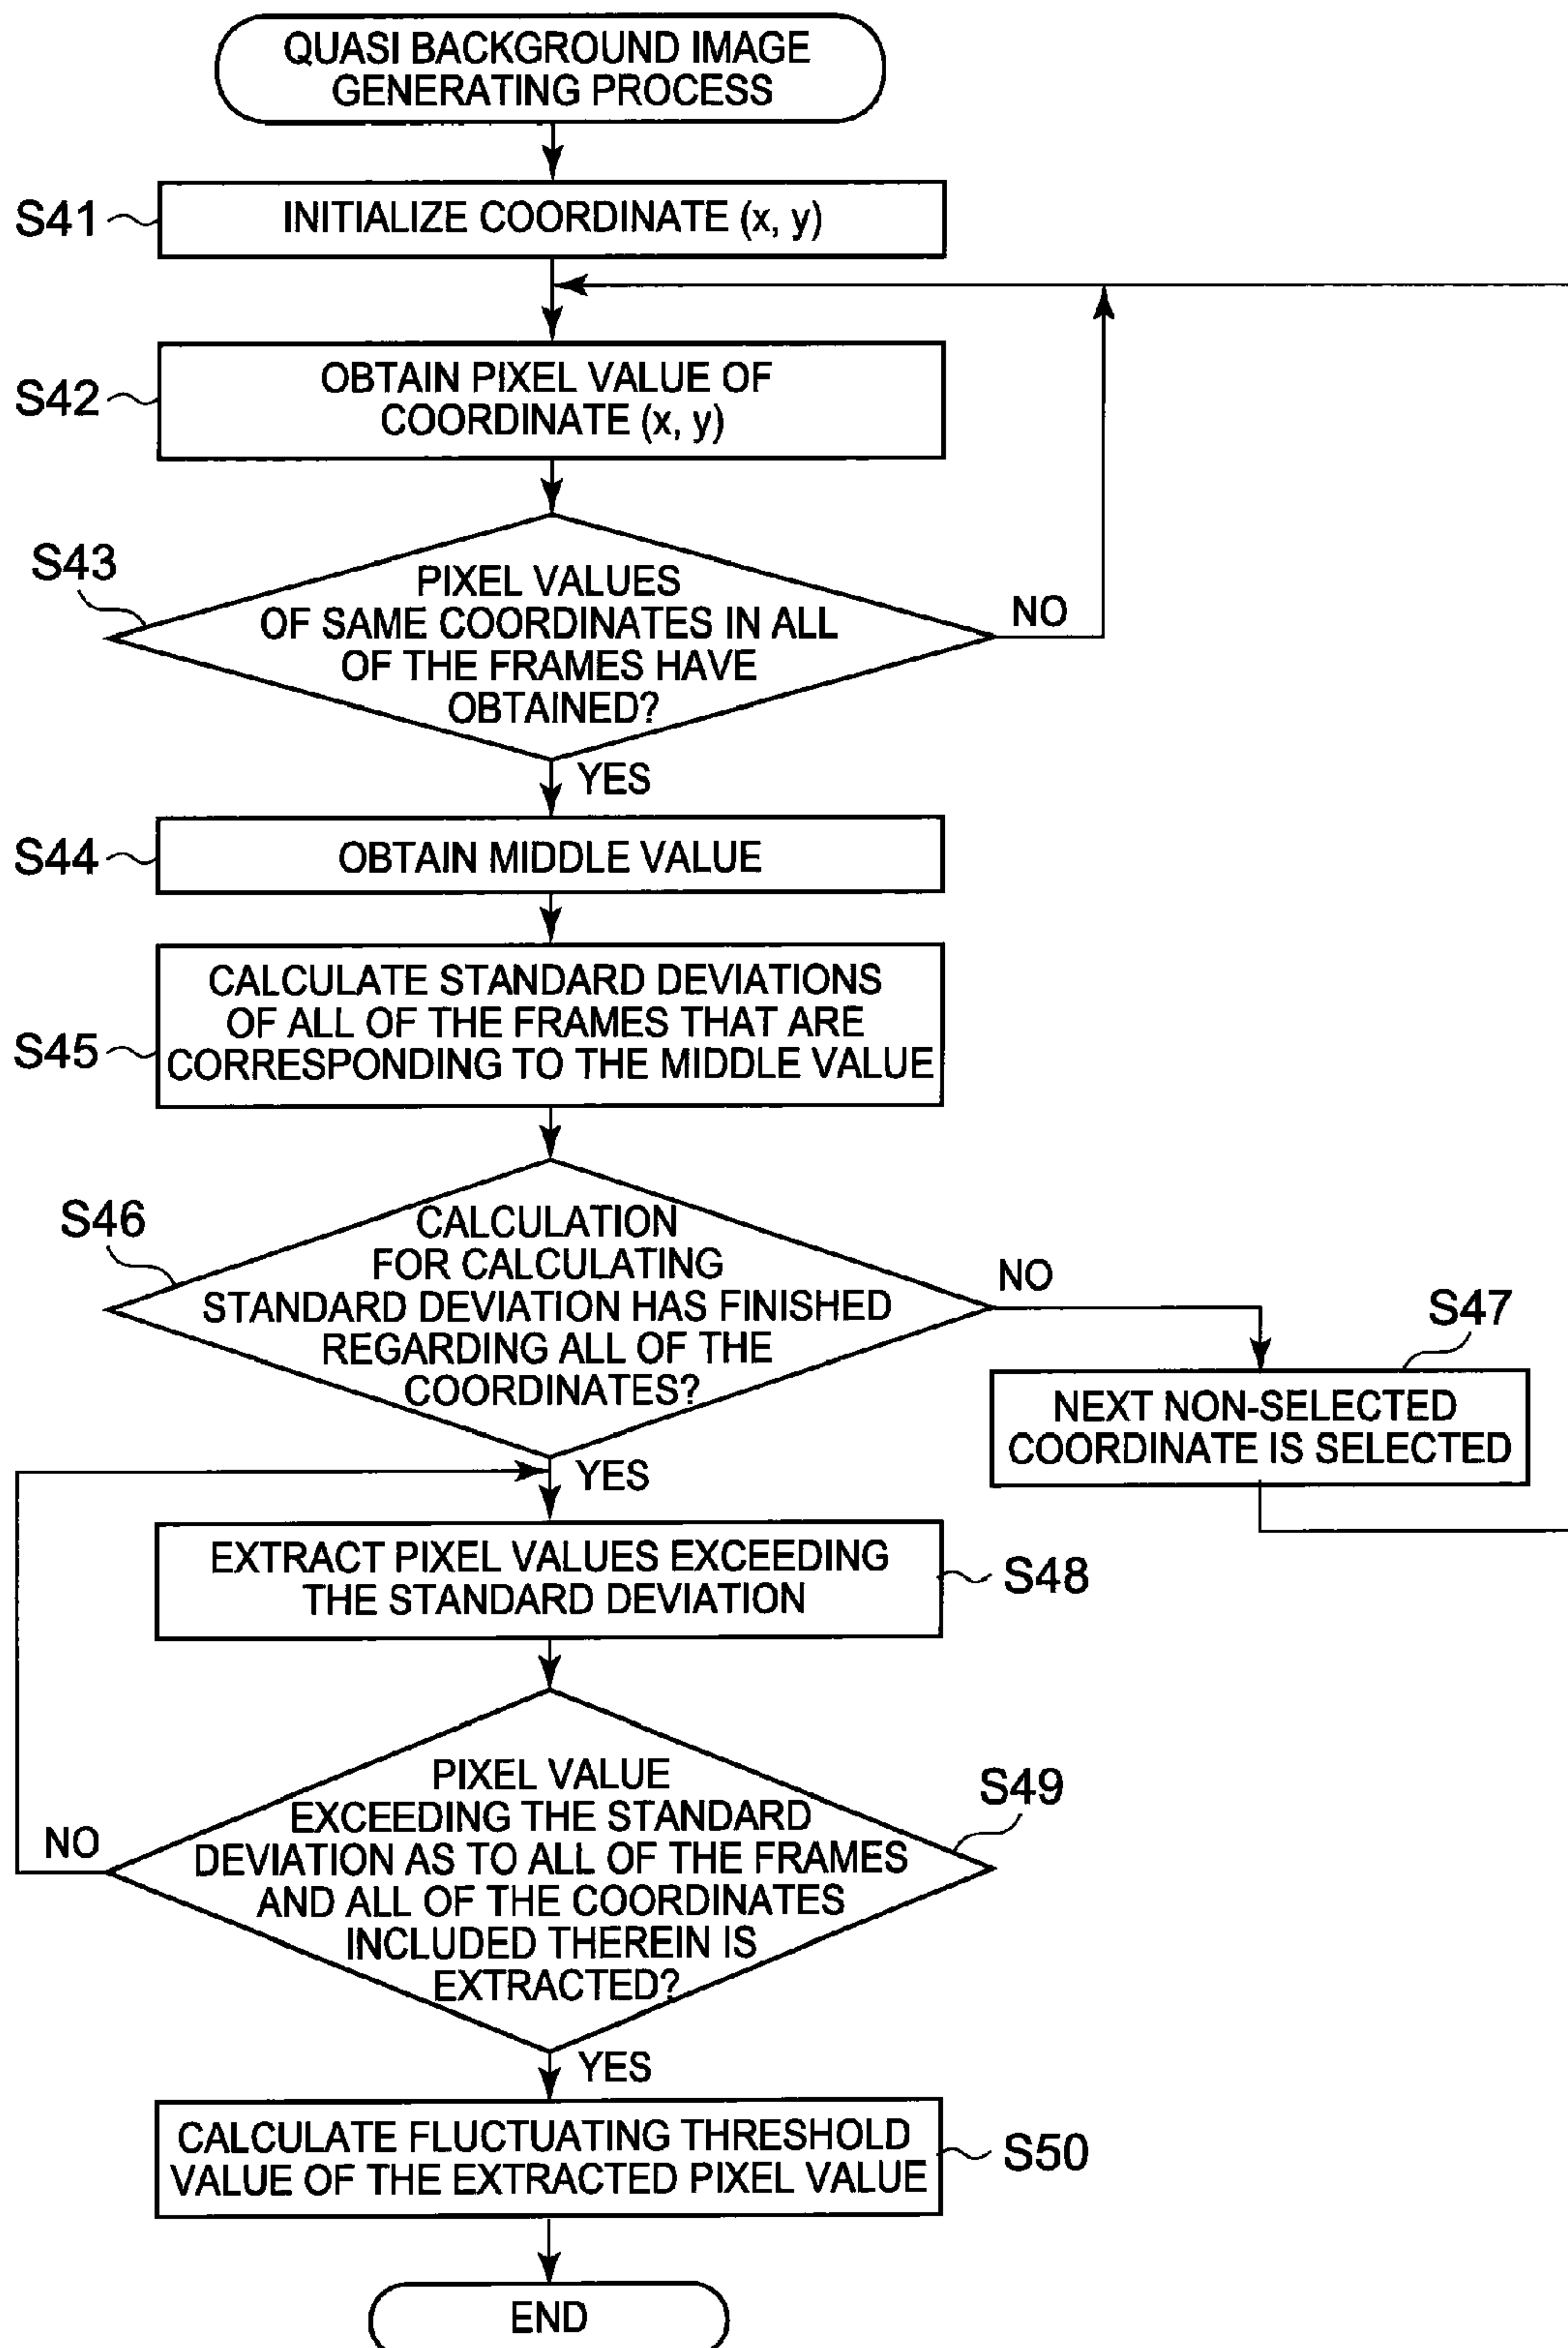 QUASI BACKGROUND IMAGE
GENERATING PROCESS
S41
INITIALIZE COORDINATE (x, y)
S42
OBTAIN PIXEL VALUE OF
COORDINATE (x, y)
S43
PIXEL VALUES
OF SAME COORDINATES IN ALL
OF THE FRAMES HAVE
OBTAINED?
NO
YES
S44
OBTAIN MIDDLE VALUE
S45
CALCULATE STANDARD DEVIATIONS
OF ALL OF THE FRAMES THAT ARE
CORRESPONDING TO THE MIDDLE VALUE
S46
CALCULATION
FOR CALCULATING
STANDARD DEVIATION HAS FINISHED
REGARDING ALL OF THE
COORDINATES?
NO
S47
NEXT NON-SELECTED
COORDINATE IS SELECTED
YES
EXTRACT PIXEL VALUES EXCEEDING
THE STANDARD DEVIATION
S48
PIXEL VALUE
EXCEEDING THE STANDARD
DEVIATION AS TO ALL OF THE FRAMES
AND ALL OF THE COORDINATES
INCLUDED THEREIN IS
EXTRACTED?
S49
NO
YES
CALCULATE FLUCTUATING THRESHOLD
VALUE OF THE EXTRACTED PIXEL VALUE
S50
END